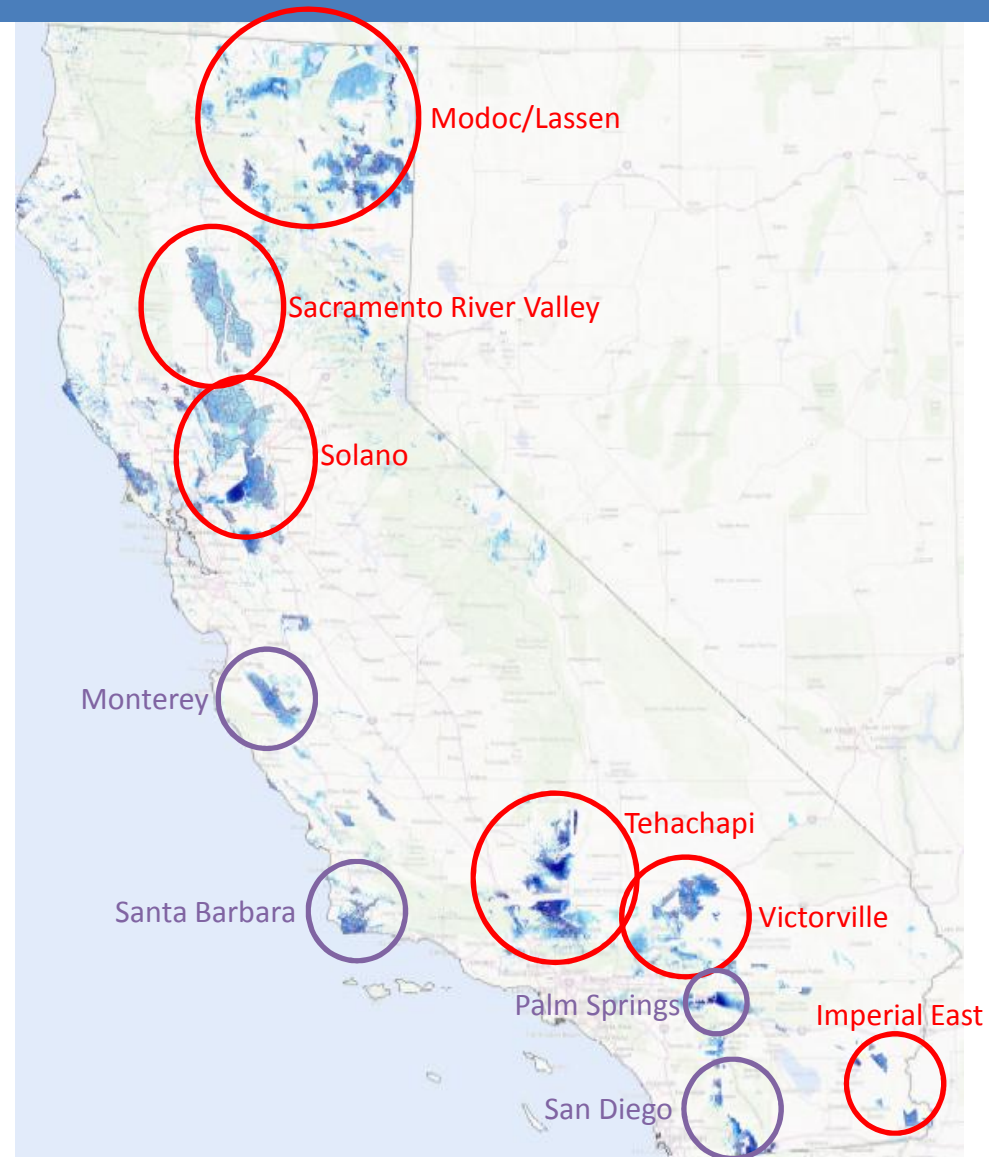 Modoc/Lassen
Sacramento River Valley
Solano
Monterey
Tehachapi
Santa Barbara
Victorville
Palm Springs
Imperial East
San Diego